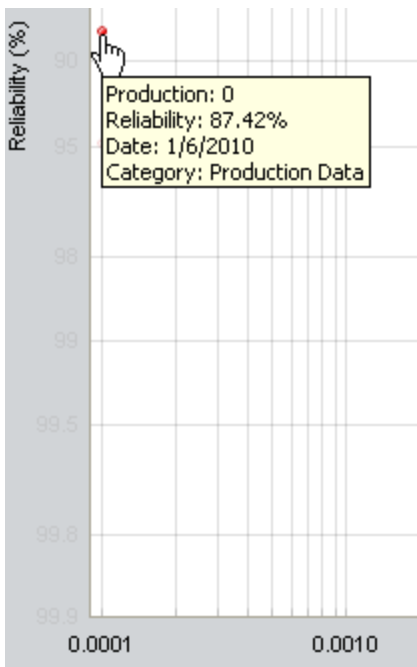 Reliability (%)
90
Production: 0
Reliability: 87.42%
Date: 1/6/2010
Category: Production Data
95
98
99
99.5
99.8
99.9
0.0001 0.0010